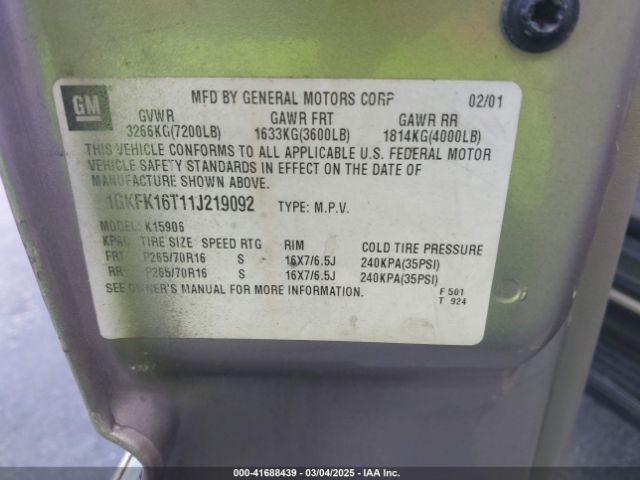 GM
MFD BY GENERAL MOTORS CORP 02/01
GVWR GAWR FRT GAWR RR
3266KG(7200LB) 1633KG(3600LB) 1814KG(4000LB)
THIS VEHICLE CONFORMS TO ALL APPLICABLE U.S. FEDERAL MOTOR
VEHICLE SAFETY STANDARDS IN EFFECT ON THE DATE OF
MANUFACTURE SHOWN ABOVE.
1GKFK16T11J219092 TYPE: M.P.V.
MODEL: K15906
TIRE SIZE SPEED RTG RIM COLD TIRE PRESSURE
FRT P265/70R16 S 16X7/6.5J 240KPA(35PSI)
RR P265/70R16 S 16X7/6.5J 240KPA(35PSI)
SEE OWNER'S MANUAL FOR MORE INFORMATION.
F 501
T 924
000-41688439 - 03/04/2025 - IAA Inc.